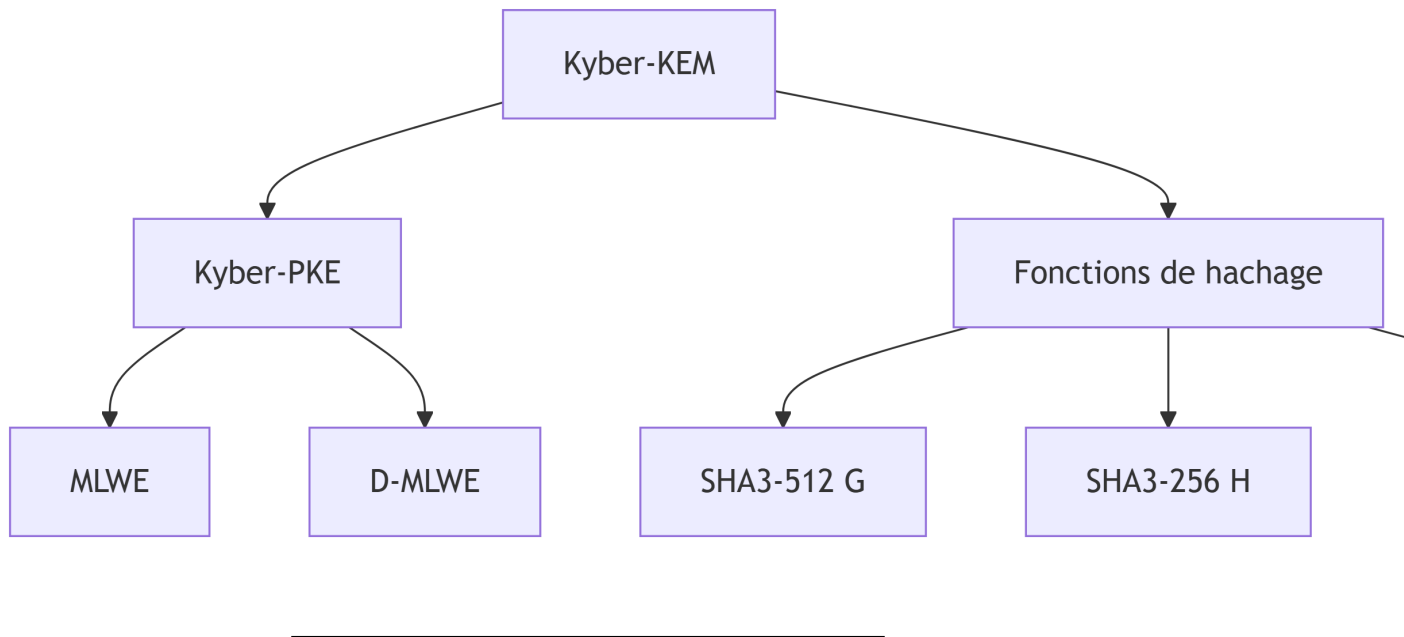 Kyber-KEM
Kyber-PKE
Fonctions de hachage
MLWE
D-MLWE
SHA3-512 G
SHA3-256 H